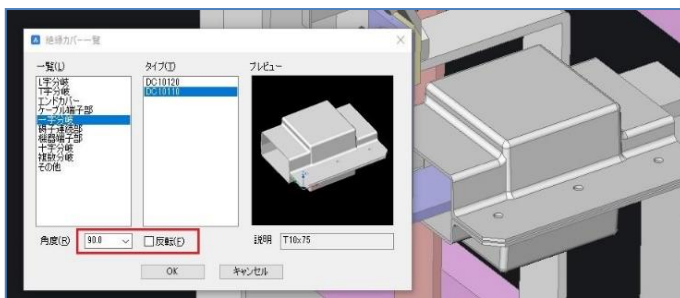 絶縁カバー一覧
一覧(L)
タイプ(T)
プレビュー
L字分岐
T字分岐
エンドカバー
ケーブル端子部
一字分岐
碍子連続部
機器端子部
十字分岐
複数分岐
その他
DC10120
DC10110
角度(R)
90.0
反転(F)
説明
T10x75
OK
キャンセル